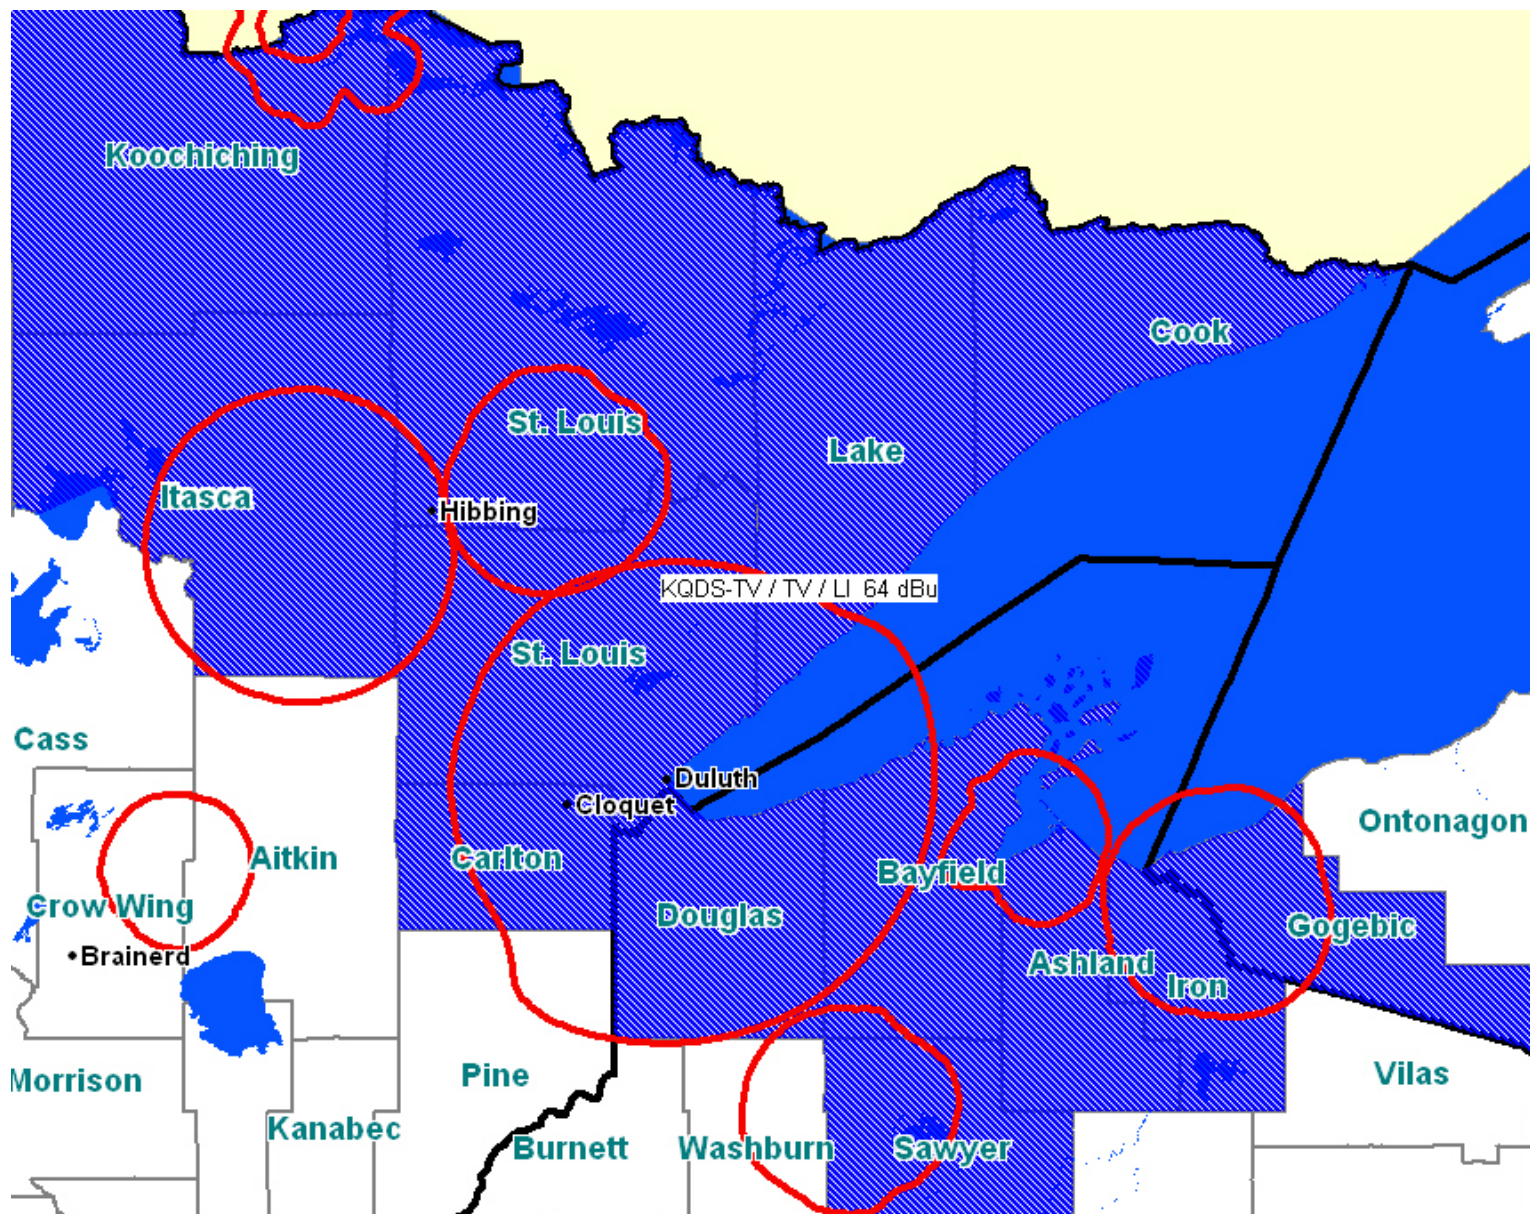 Koochiching
Cook
St. Louis
Lake
Itasca
Hibbing
KQDS-TV / TV / LI 64 dBu
St. Louis
Cass
Duluth
Cloquet
Ontonagon
Aitkin
Carlton
Bayfield
Crow Wing
Douglas
Gogebic
Brainerd
Ashland
Iron
Morrison
Pine
Vilas
Kanabec
Burnett
Washburn
Sawyer